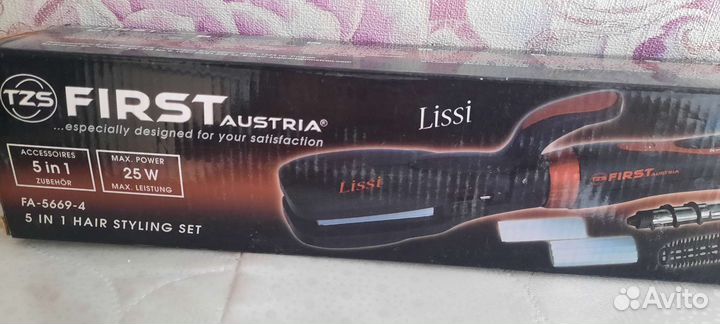 TZS FIRST AUSTRIA®
...especially designed for your satisfaction
Lissi
ACCESSOIRES
5 in 1
ZUBEHÖR
MAX. POWER
25 W
MAX. LEISTUNG
FA-5669-4
5 IN 1 HAIR STYLING SET
Lissi
TZS FIRST AUSTRIA
Avito